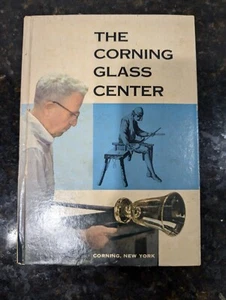 THE
CORNING
GLASS
CENTER
CORNING, NEW YORK